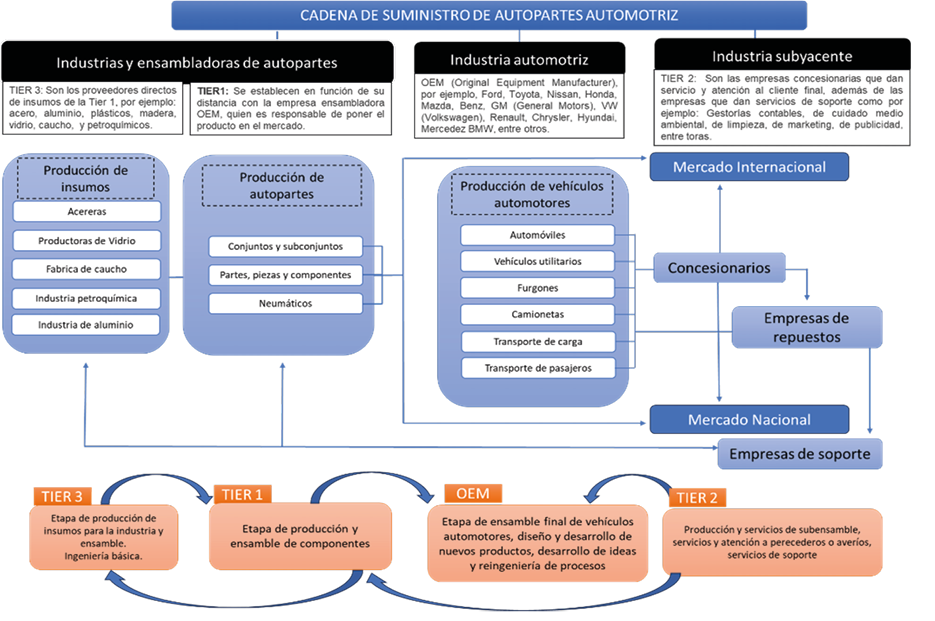 CADENA DE SUMINISTRO DE AUTOPARTES AUTOMOTRIZ
Industrias y ensambladoras de autopartes
TIER 3: Son los proveedores directos
de insumos de la Tier 1, por ejemplo:
acero, aluminio, plásticos, madera,
vidrio, caucho, y petroquímicos.
TIER1: Se establecen en función de su
distancia con la empresa ensambladora
OEM, quien es responsable de poner el
producto en el mercado.
Industria automotriz
OEM (Original Equipment Manufacturer),
por ejemplo, Ford, Toyota, Nissan, Honda,
Mazda, Benz, GM (General Motors), VW
(Volkswagen), Renault, Chrysler, Hyundai,
Mercedez BMW, entre otros.
Industria subyacente
TIER 2: Son las empresas concesionarias que dan
servicio y atención al cliente final, además de las
empresas que dan servicios de soporte como por
ejemplo: Gestorías contables, de cuidado medio
ambiental, de limpieza, de marketing, de publicidad,
entre toras.
Producción de
insumos
Acereras
Productoras de Vidrio
Fabrica de caucho
Industria petroquímica
Industria de aluminio
Producción de
autopartes
Conjuntos y subconjuntos
Partes, piezas y componentes
Neumáticos
Producción de vehículos
automotores
Automóviles
Vehículos utilitarios
Furgones
Camionetas
Transporte de carga
Transporte de pasajeros
Mercado Internacional
Concesionarios
Empresas de
repuestos
Mercado Nacional
Empresas de soporte
TIER 3
Etapa de producción de
insumos para la industria y
ensamble.
Ingeniería básica.
TIER 1
Etapa de producción y
ensamble de componentes
OEM
Etapa de ensamble final de vehículos
automotores, diseño y desarrollo de
nuevos productos, desarrollo de ideas
y reingeniería de procesos
TIER 2
Producción y servicios de subensamble,
servicios y atención a perecederos o averíos,
servicios de soporte